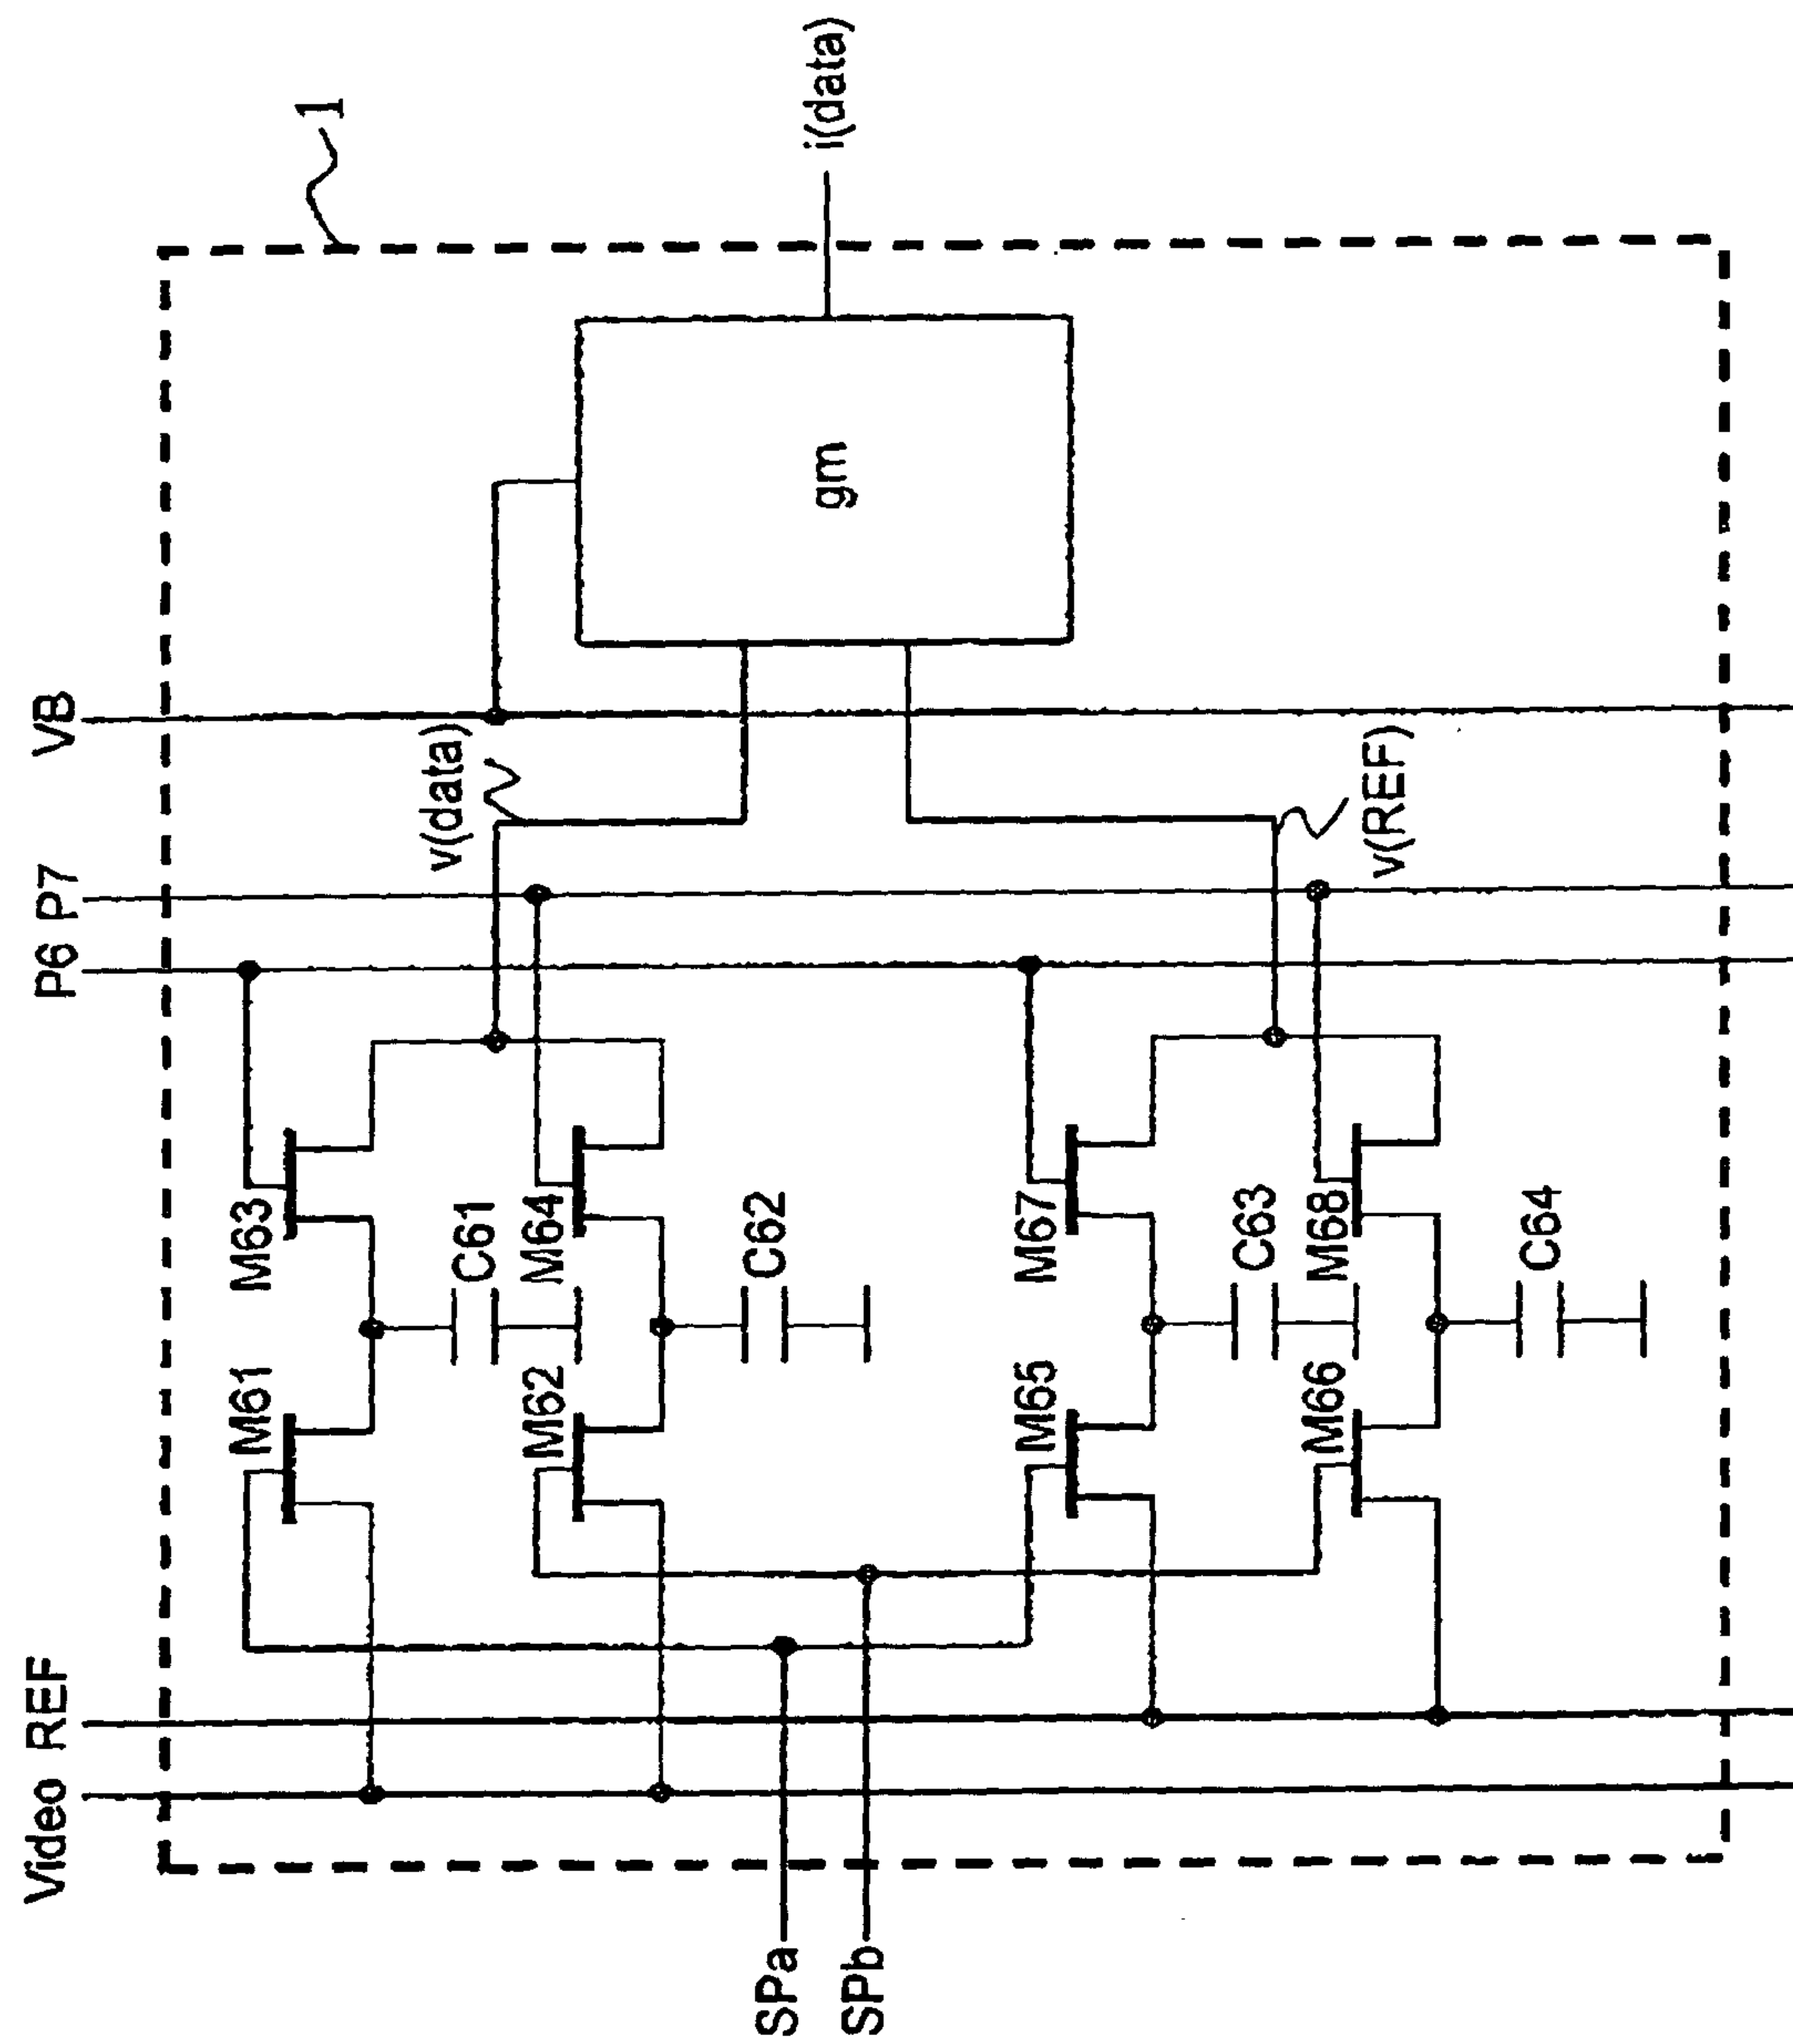 Video
REF
P6
P7
VB
1
SPa
SPb
M61
M63
C61
M62
M64
C62
v(data)
gm
i(data)
M65
M67
C63
M66
M68
C64
v(REF)